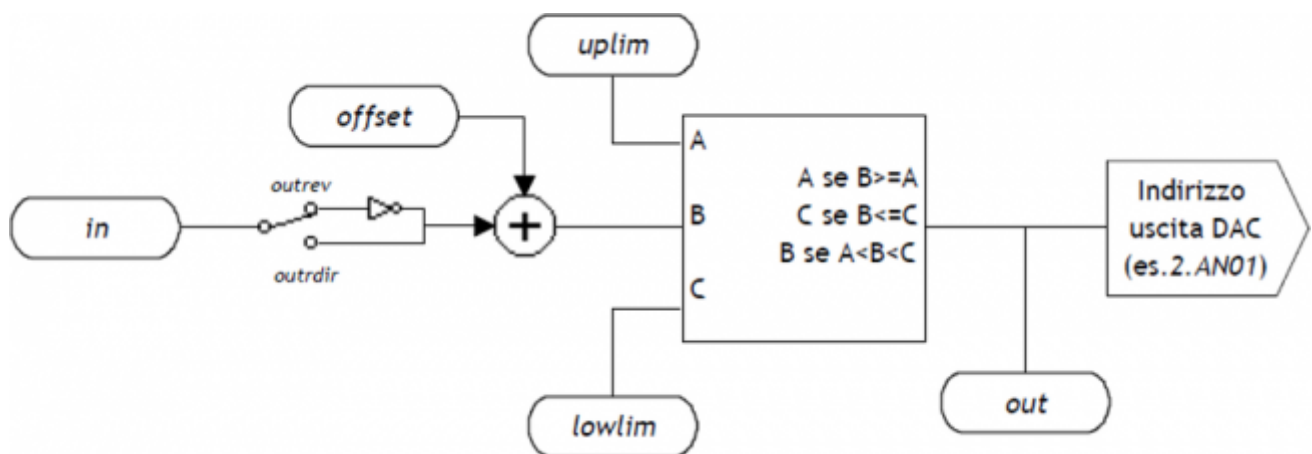 uplim
offset
A
outrev
A se B>=A
Indirizzo
in
B
C se B<=C
uscita DAC
B se A<B<C
(es.2.AN01)
outrdir
C
out
lowlim